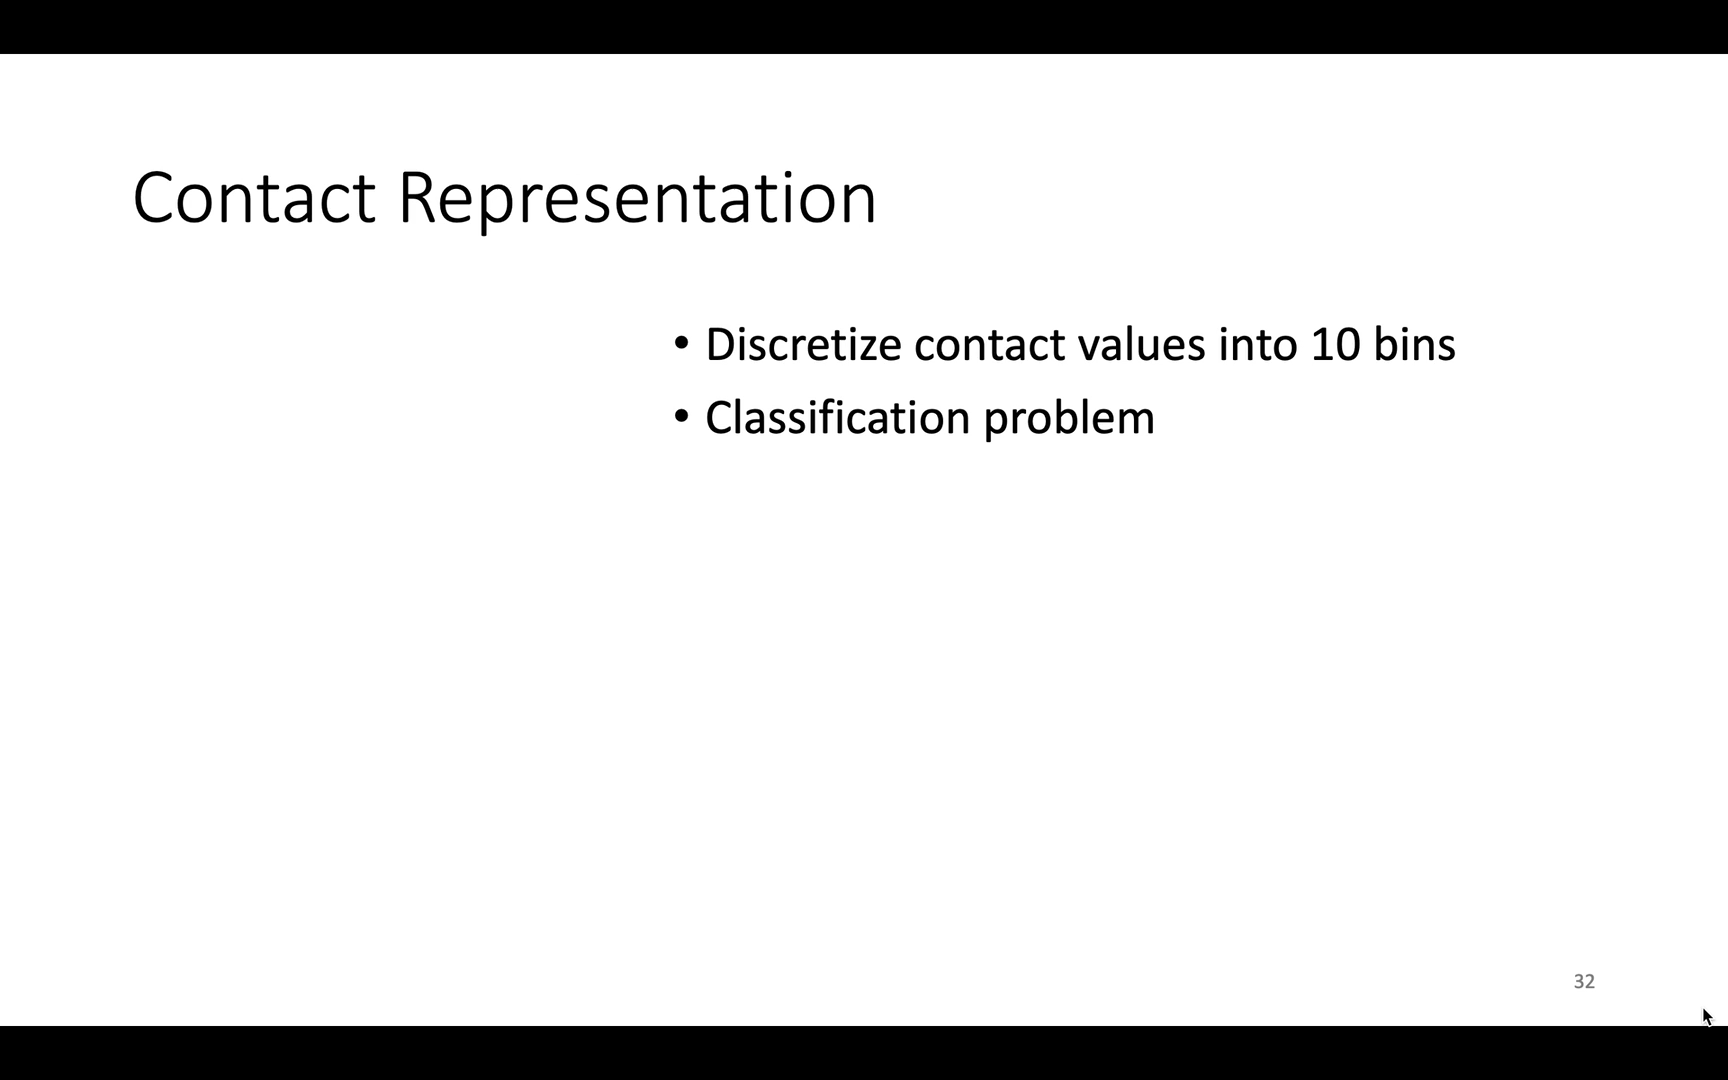 Contact Representation
• Discretize contact values into 10 bins
• Classification problem
32